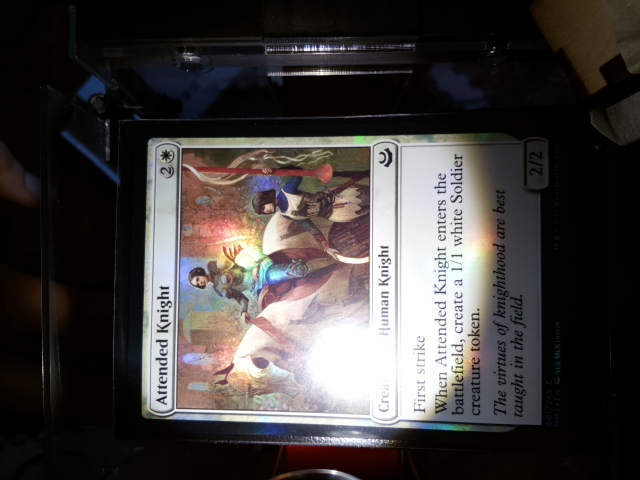 Attended Knight 2
Human Knight
First strike
When Attended Knight enters the
battlefield, create a 1/1 white Soldier
creature token.
The virtues of knighthood are best
taught in the field.
2/2